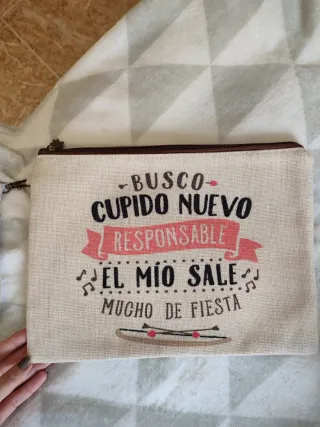 BUSCO
CUPIDO NUEVO
RESPONSABLE
EL MÍO SALE
MUCHO DE FIESTA